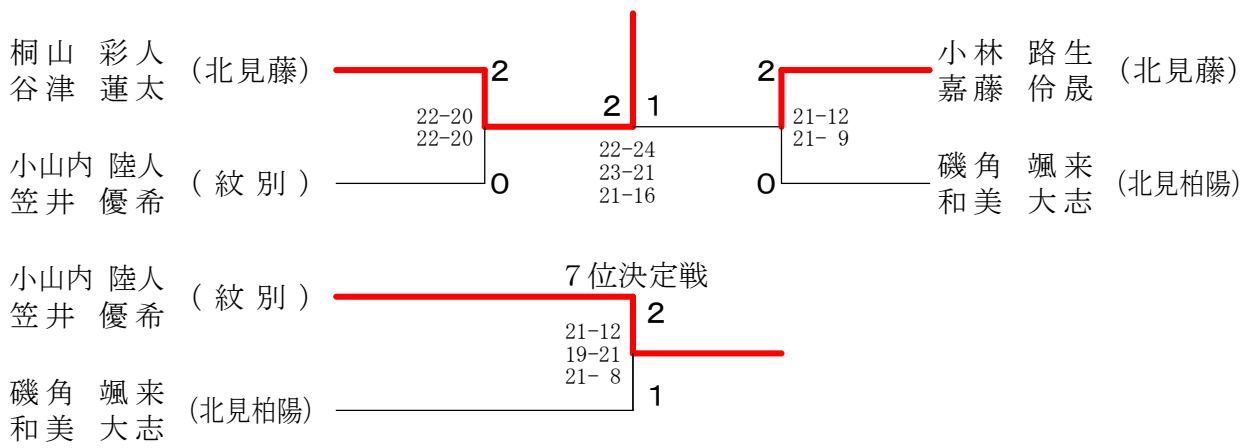 桐山 彩人
谷津 蓮太
(北見藤)
2
22-20
22-20
小山内 陸人
笠井 優希
(紋別)
0
2 1
22-24
23-21
21-16
2
21-12
21- 9
0
小林 路生
嘉藤 伶晟
(北見藤)
磯角 颯来
和美 大志
(北見柏陽)
小山内 陸人
笠井 優希
(紋別)
7位決定戦
2
21-12
19-21
21- 8
1
磯角 颯来
和美 大志
(北見柏陽)